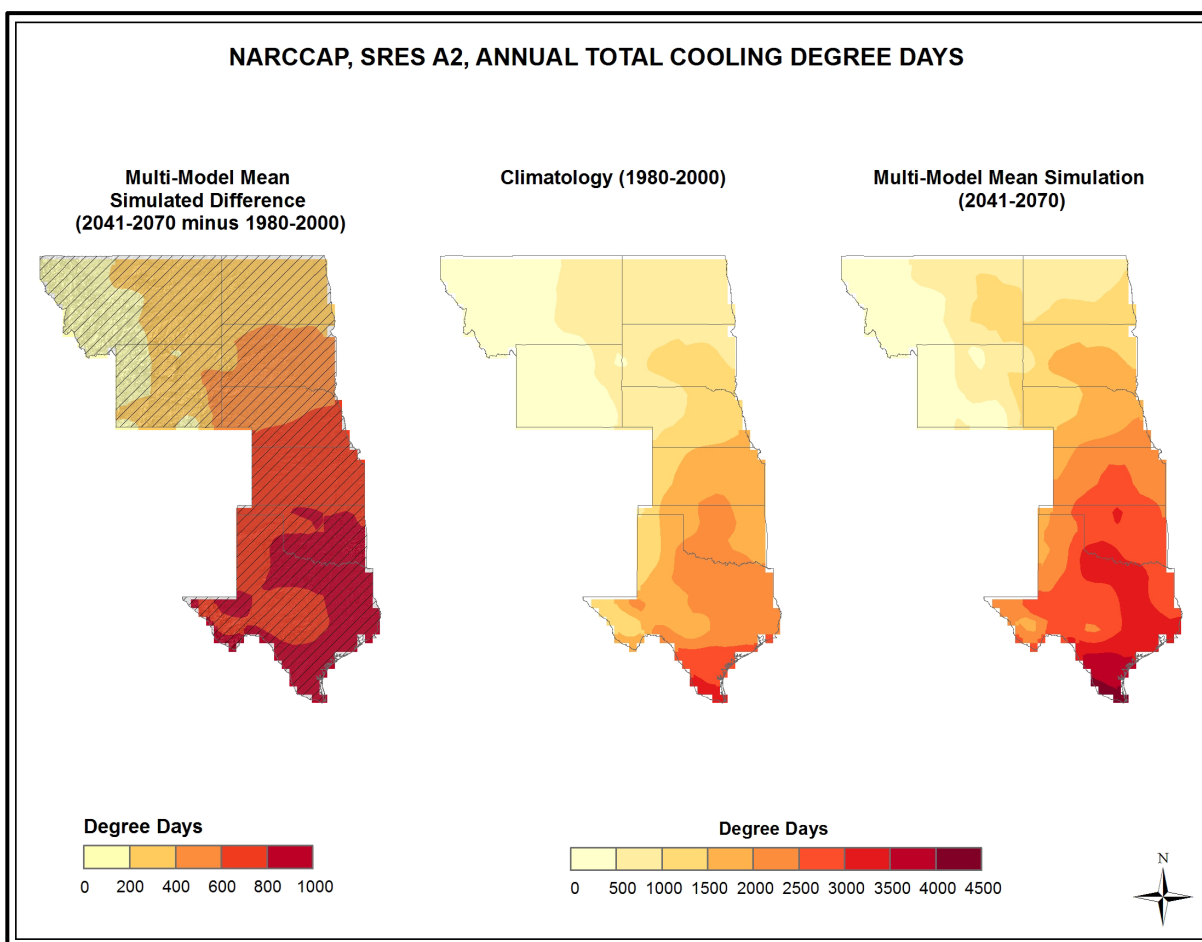 NARCCAP, SRES A2, ANNUAL TOTAL COOLING DEGREE DAYS
Multi-Model Mean
Simulated Difference
(2041-2070 minus 1980-2000)
Climatology (1980-2000)
Multi-Model Mean Simulation
(2041-2070)
Degree Days
0 200 400 600 800 1000
Degree Days
0 500 1000 1500 2000 2500 3000 3500 4000 4500
N